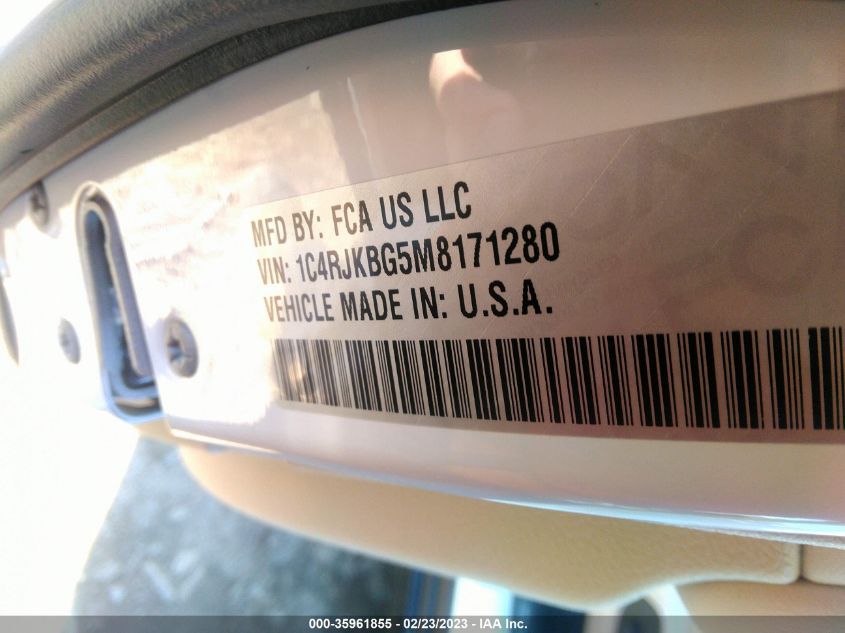 MFD BY: FCA US LLC
VIN: 1C4RJKBG5M8171280
VEHICLE MADE IN: U.S.A.
000-35961855 - 02/23/2023 - IAA Inc.